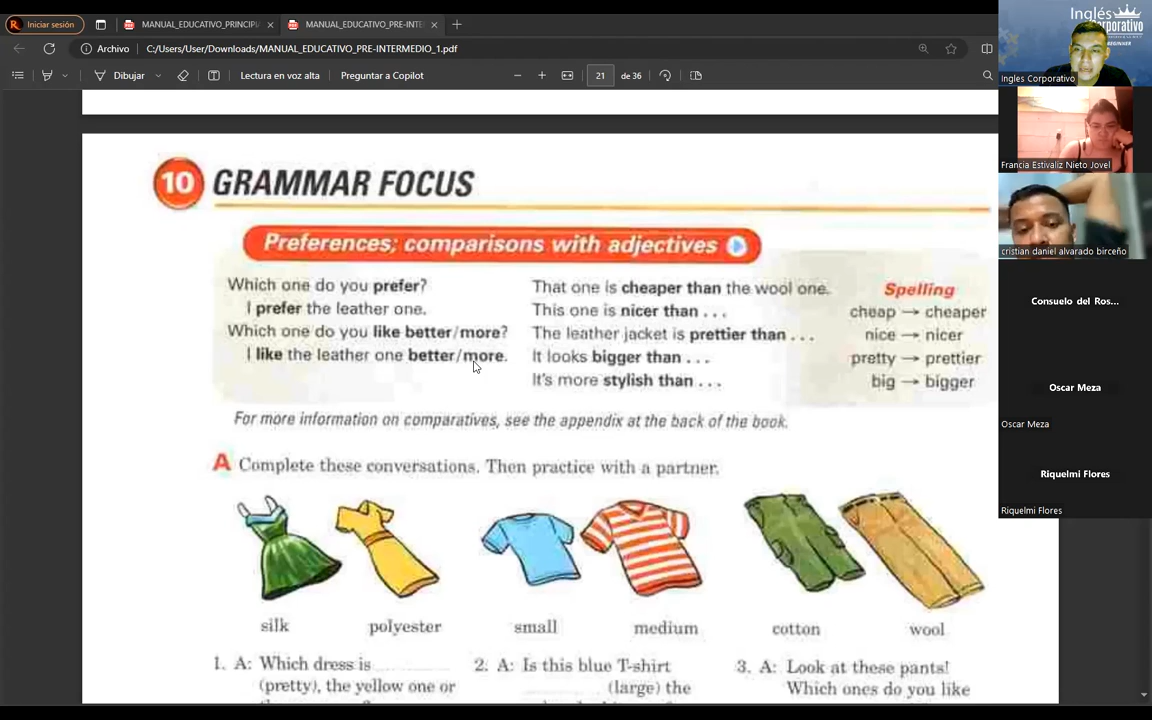 Iniciar sesión
MANUAL_EDUCATIVO_PRINCIPI
MANUAL_EDUCATIVO_PRE-INTER
Archivo
C:/Users/User/Downloads/MANUAL_EDUCATIVO_PRE-INTERMEDIO_1.pdf
Dibujar
Lectura en voz alta
Preguntar a Copilot
21
de 36
Inglés
Corporativo
BEGINNER
Ingles Corporativo
Francia Estivaliz Nieto Jovel
cristian daniel alvarado birceño
Consuelo del Ros...
Oscar Meza
Oscar Meza
Riquelmi Flores
Riquelmi Flores
10 GRAMMAR FOCUS
Preferences; comparisons with adjectives
Which one do you prefer?
I prefer the leather one.
Which one do you like better/more?
I like the leather one better/more.
That one is cheaper than the wool one.
This one is nicer than . . .
The leather jacket is prettier than . . .
It looks bigger than . . .
It's more stylish than . . .
Spelling
cheap → cheaper
nice → nicer
pretty → prettier
big → bigger
For more information on comparatives, see the appendix at the back of the book.
A Complete these conversations. Then practice with a partner.
silk
polyester
small
medium
cotton
wool
1. A: Which dress is
(pretty), the yellow one or
2. A: Is this blue T-shirt
(large) the
3. A: Look at these pants!
Which ones do you like